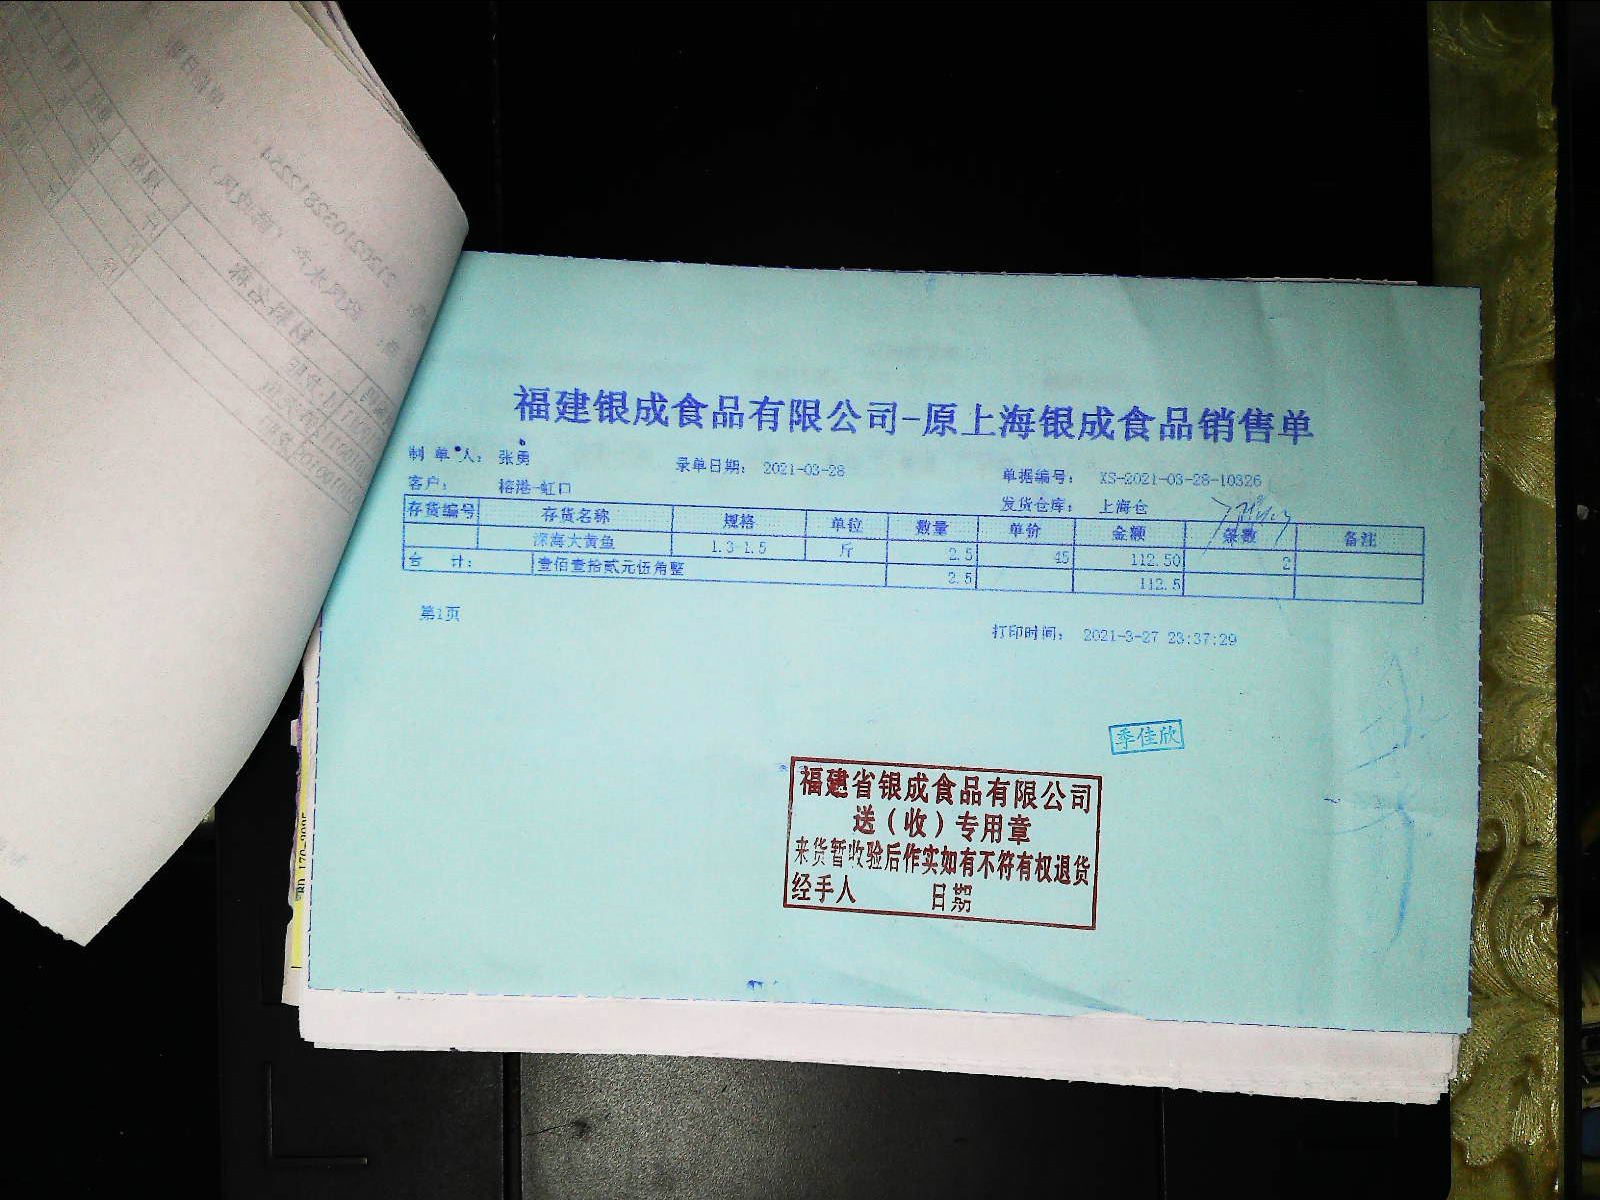 福建银成食品有限公司-原上海银成食品销售单
制 单 人： 张勇 录单日期： 2021-03-28 单据编号： XS-2021-03-28-10326
客户： 榕港-虹口 发货仓库： 上海仓
存货编号 存货名称 规格 单位 数量 单价 金额 条数 备注
深海大黄鱼 1.3-1.5 斤 2.5 45 112.50 2
合 计： 壹佰壹拾贰元伍角整 2.5 112.5
第1页
打印时间： 2021-3-27 23:37:29
季佳欣
福建省银成食品有限公司
送（收）专用章
来货暂收验后作实如有不符有权退货
经手人 日期